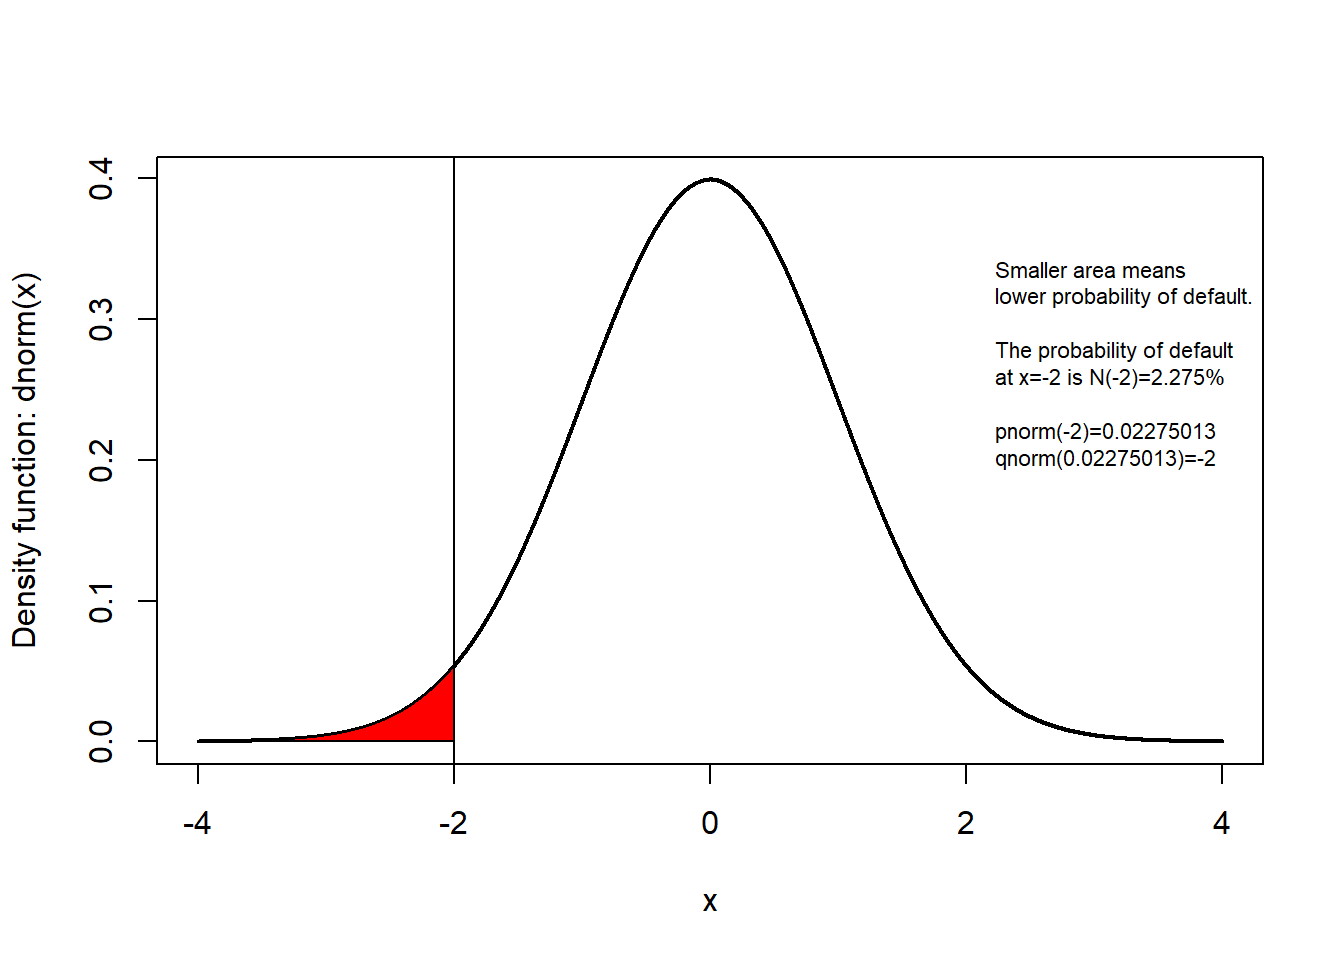 Density function: dnorm(x)
0.4
0.3
0.2
0.1
0.0
Smaller area means
lower probability of default.
The probability of default
at x=-2 is N(-2)=2.275%
pnorm(-2)=0.02275013
qnorm(0.02275013)=-2
-4 -2 0 2 4
x